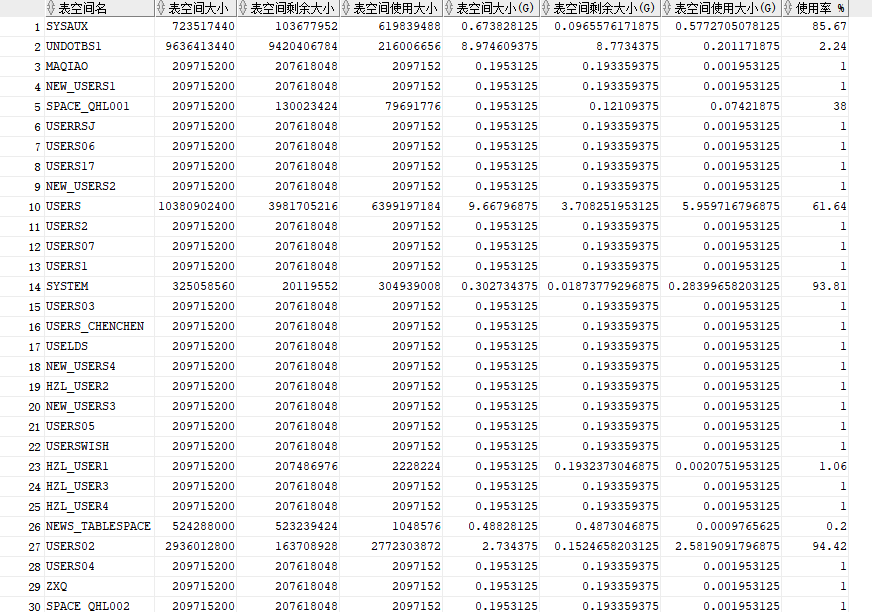 表空间名 表空间大小 表空间剩余大小 表空间使用大小 表空间大小(G) 表空间剩余大小(G) 表空间使用大小(G) 使用率 %
1 SYSAUX 723517440 103677952 619839488 0.673828125 0.0965576171875 0.5772705078125 85.67
2 UNDOTBS1 9636413440 9420406784 216006656 8.974609375 8.7734375 0.201171875 2.24
3 MAQIAO 209715200 207618048 2097152 0.1953125 0.193359375 0.001953125 1
4 NEW_USERS1 209715200 207618048 2097152 0.1953125 0.193359375 0.001953125 1
5 SPACE_QHL001 209715200 130023424 79691776 0.1953125 0.12109375 0.07421875 38
6 USERRSJ 209715200 207618048 2097152 0.1953125 0.193359375 0.001953125 1
7 USERS06 209715200 207618048 2097152 0.1953125 0.193359375 0.001953125 1
8 USERS17 209715200 207618048 2097152 0.1953125 0.193359375 0.001953125 1
9 NEW_USERS2 209715200 207618048 2097152 0.1953125 0.193359375 0.001953125 1
10 USERS 10380902400 3981705216 6399197184 9.66796875 3.708251953125 5.959716796875 61.64
11 USERS2 209715200 207618048 2097152 0.1953125 0.193359375 0.001953125 1
12 USERS07 209715200 207618048 2097152 0.1953125 0.193359375 0.001953125 1
13 USERS1 209715200 207618048 2097152 0.1953125 0.193359375 0.001953125 1
14 SYSTEM 325058560 20119552 304939008 0.302734375 0.01873779296875 0.28399658203125 93.81
15 USERS03 209715200 207618048 2097152 0.1953125 0.193359375 0.001953125 1
16 USERS_CHENCHEN 209715200 207618048 2097152 0.1953125 0.193359375 0.001953125 1
17 USELDS 209715200 207618048 2097152 0.1953125 0.193359375 0.001953125 1
18 NEW_USERS4 209715200 207618048 2097152 0.1953125 0.193359375 0.001953125 1
19 HZL_USER2 209715200 207618048 2097152 0.1953125 0.193359375 0.001953125 1
20 NEW_USERS3 209715200 207618048 2097152 0.1953125 0.193359375 0.001953125 1
21 USERS05 209715200 207618048 2097152 0.1953125 0.193359375 0.001953125 1
22 USERSWISH 209715200 207618048 2097152 0.1953125 0.193359375 0.001953125 1
23 HZL_USER1 209715200 207486976 2228224 0.1953125 0.1932373046875 0.0020751953125 1.06
24 HZL_USER3 209715200 207618048 2097152 0.1953125 0.193359375 0.001953125 1
25 HZL_USER4 209715200 207618048 2097152 0.1953125 0.193359375 0.001953125 1
26 NEWS_TABLESPACE 524288000 523239424 1048576 0.48828125 0.4873046875 0.0009765625 0.2
27 USERS02 2936012800 163708928 2772303872 2.734375 0.1524658203125 2.5819091796875 94.42
28 USERS04 209715200 207618048 2097152 0.1953125 0.193359375 0.001953125 1
29 ZXQ 209715200 207618048 2097152 0.1953125 0.193359375 0.001953125 1
30 SPACE_QHL002 209715200 207618048 2097152 0.1953125 0.193359375 0.001953125 1